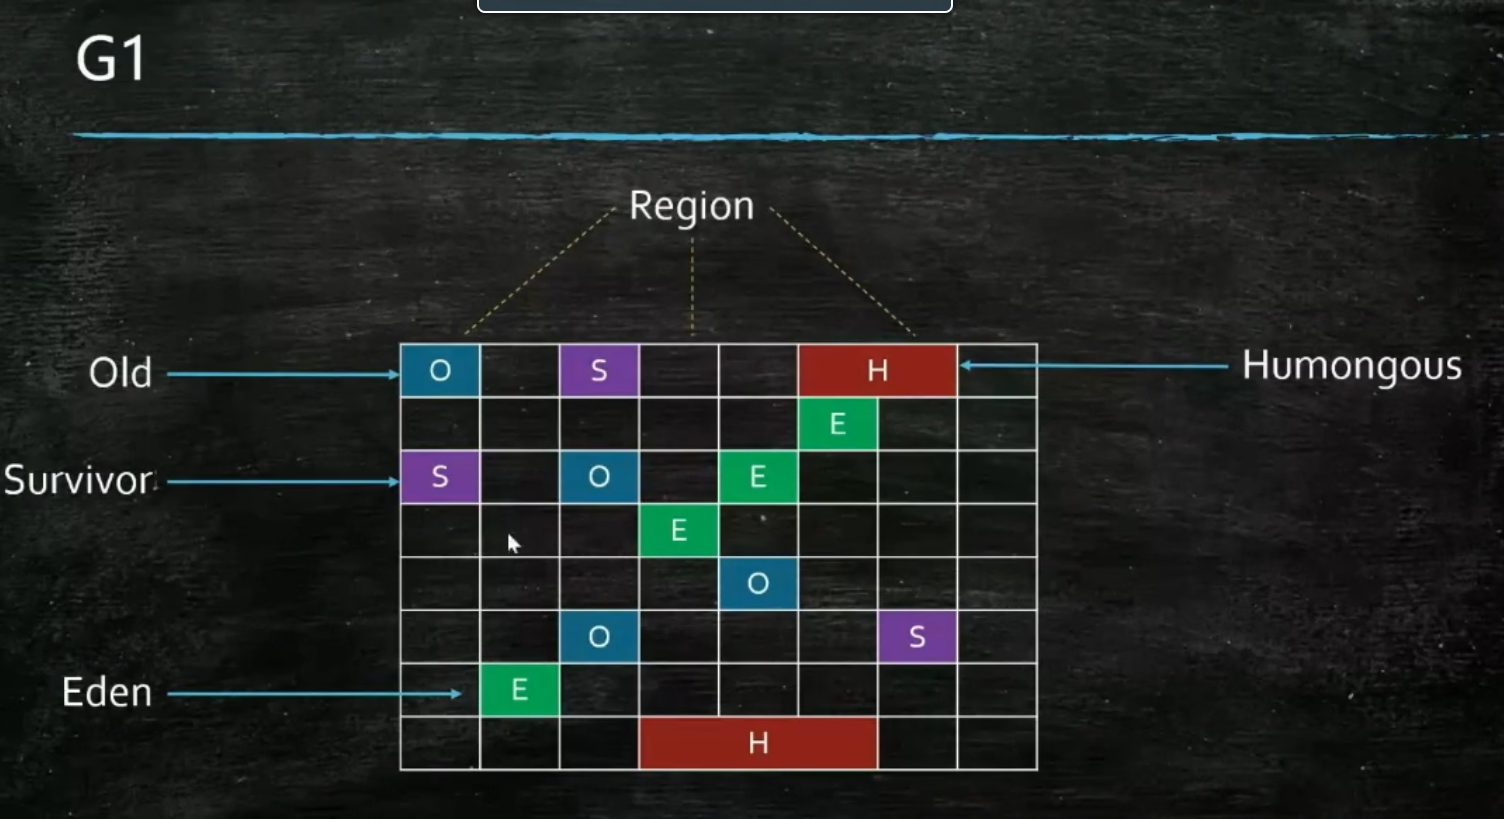 G1
Region
Old O S H Humongous
E
Survivor S O E
E
O
O S
Eden E
H